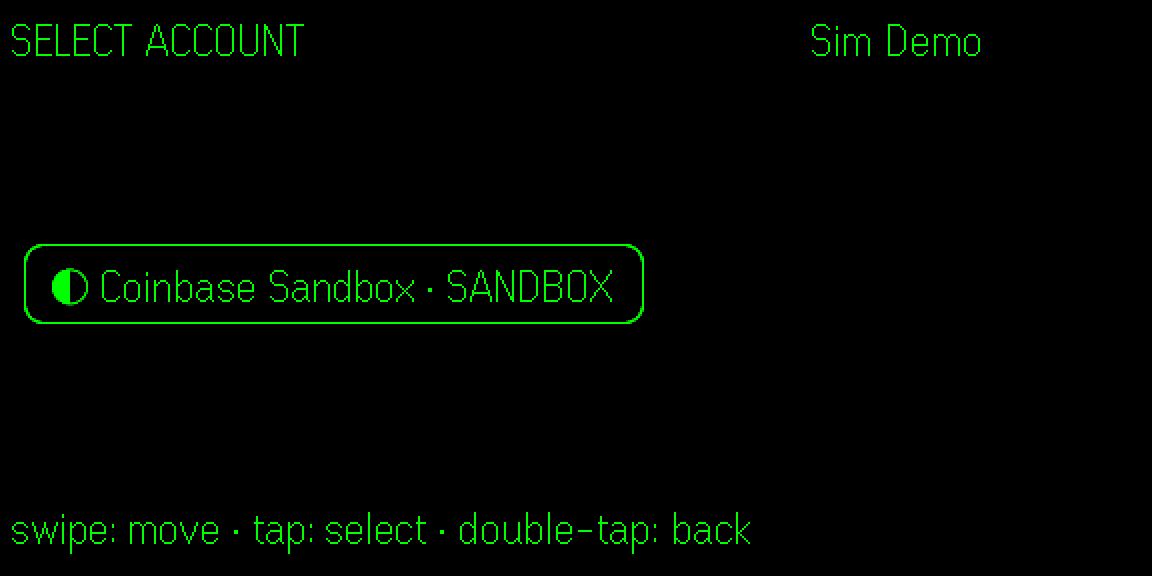 SELECT ACCOUNT
Sim Demo
Coinbase Sandbox · SANDBOX
swipe: move · tap: select · double-tap: back